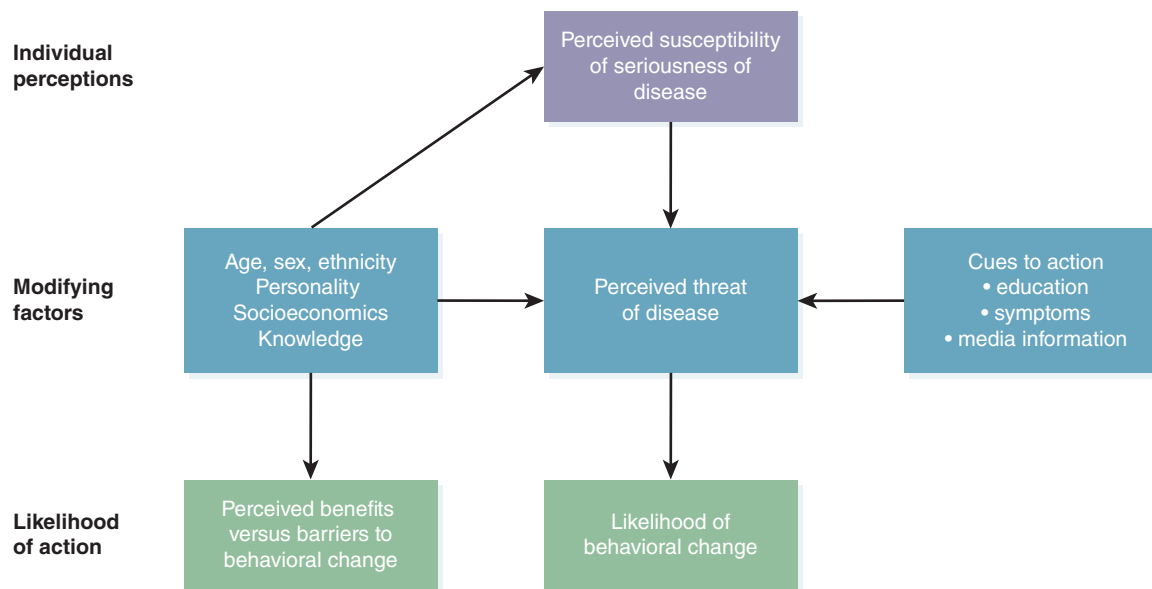 Individual
perceptions
Perceived susceptibility
of seriousness of
disease
Modifying
factors
Age, sex, ethnicity
Personality
Socioeconomics
Knowledge
Perceived threat
of disease
Cues to action
• education
• symptoms
• media information
Likelihood
of action
Perceived benefits
versus barriers to
behavioral change
Likelihood of
behavioral change